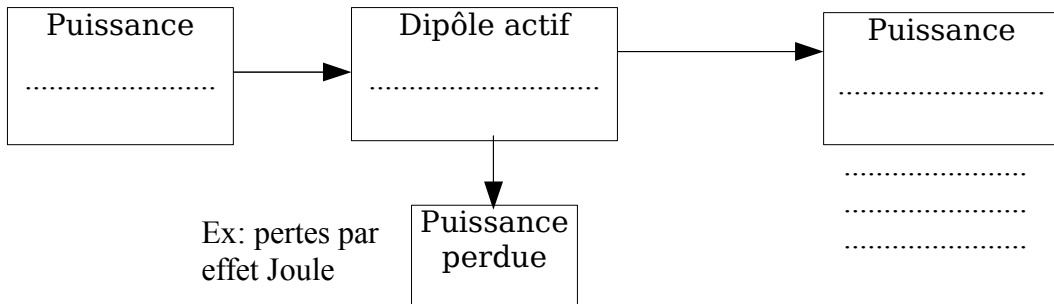 Puissance
........................
Dipôle actif
..............................
Puissance
..........................
........................
........................
........................
Ex: pertes par
effet Joule
Puissance
perdue